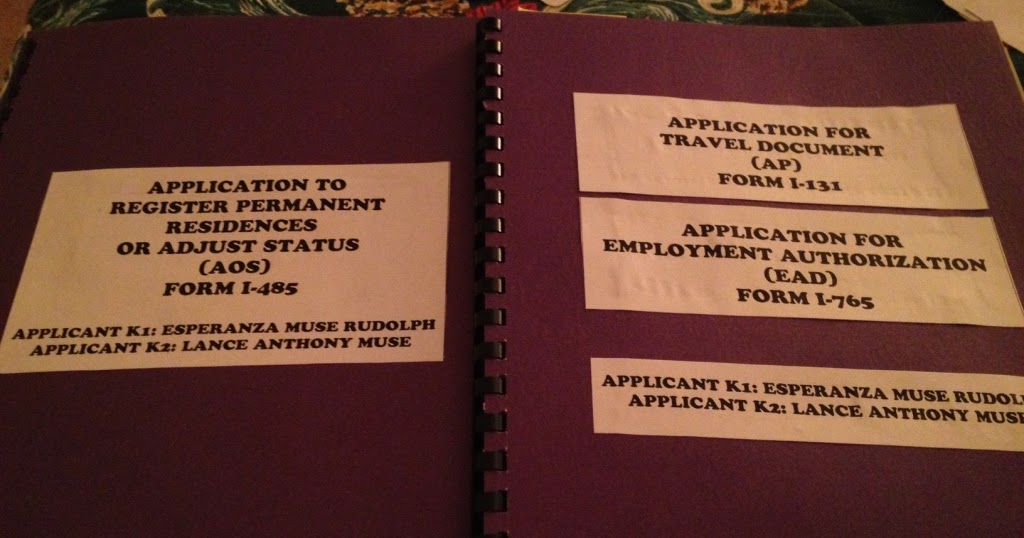 APPLICATION TO
REGISTER PERMANENT
RESIDENCES
OR ADJUST STATUS
(AOS)
FORM I-485
APPLICANT K1: ESPERANZA MUSE RUDOLPH
APPLICANT K2: LANCE ANTHONY MUSE
APPLICATION FOR
TRAVEL DOCUMENT
(AP)
FORM I-131
APPLICATION FOR
EMPLOYMENT AUTHORIZATION
(EAD)
FORM I-765
APPLICANT K1: ESPERANZA MUSE RUDOL
APPLICANT K2: LANCE ANTHONY MUSE